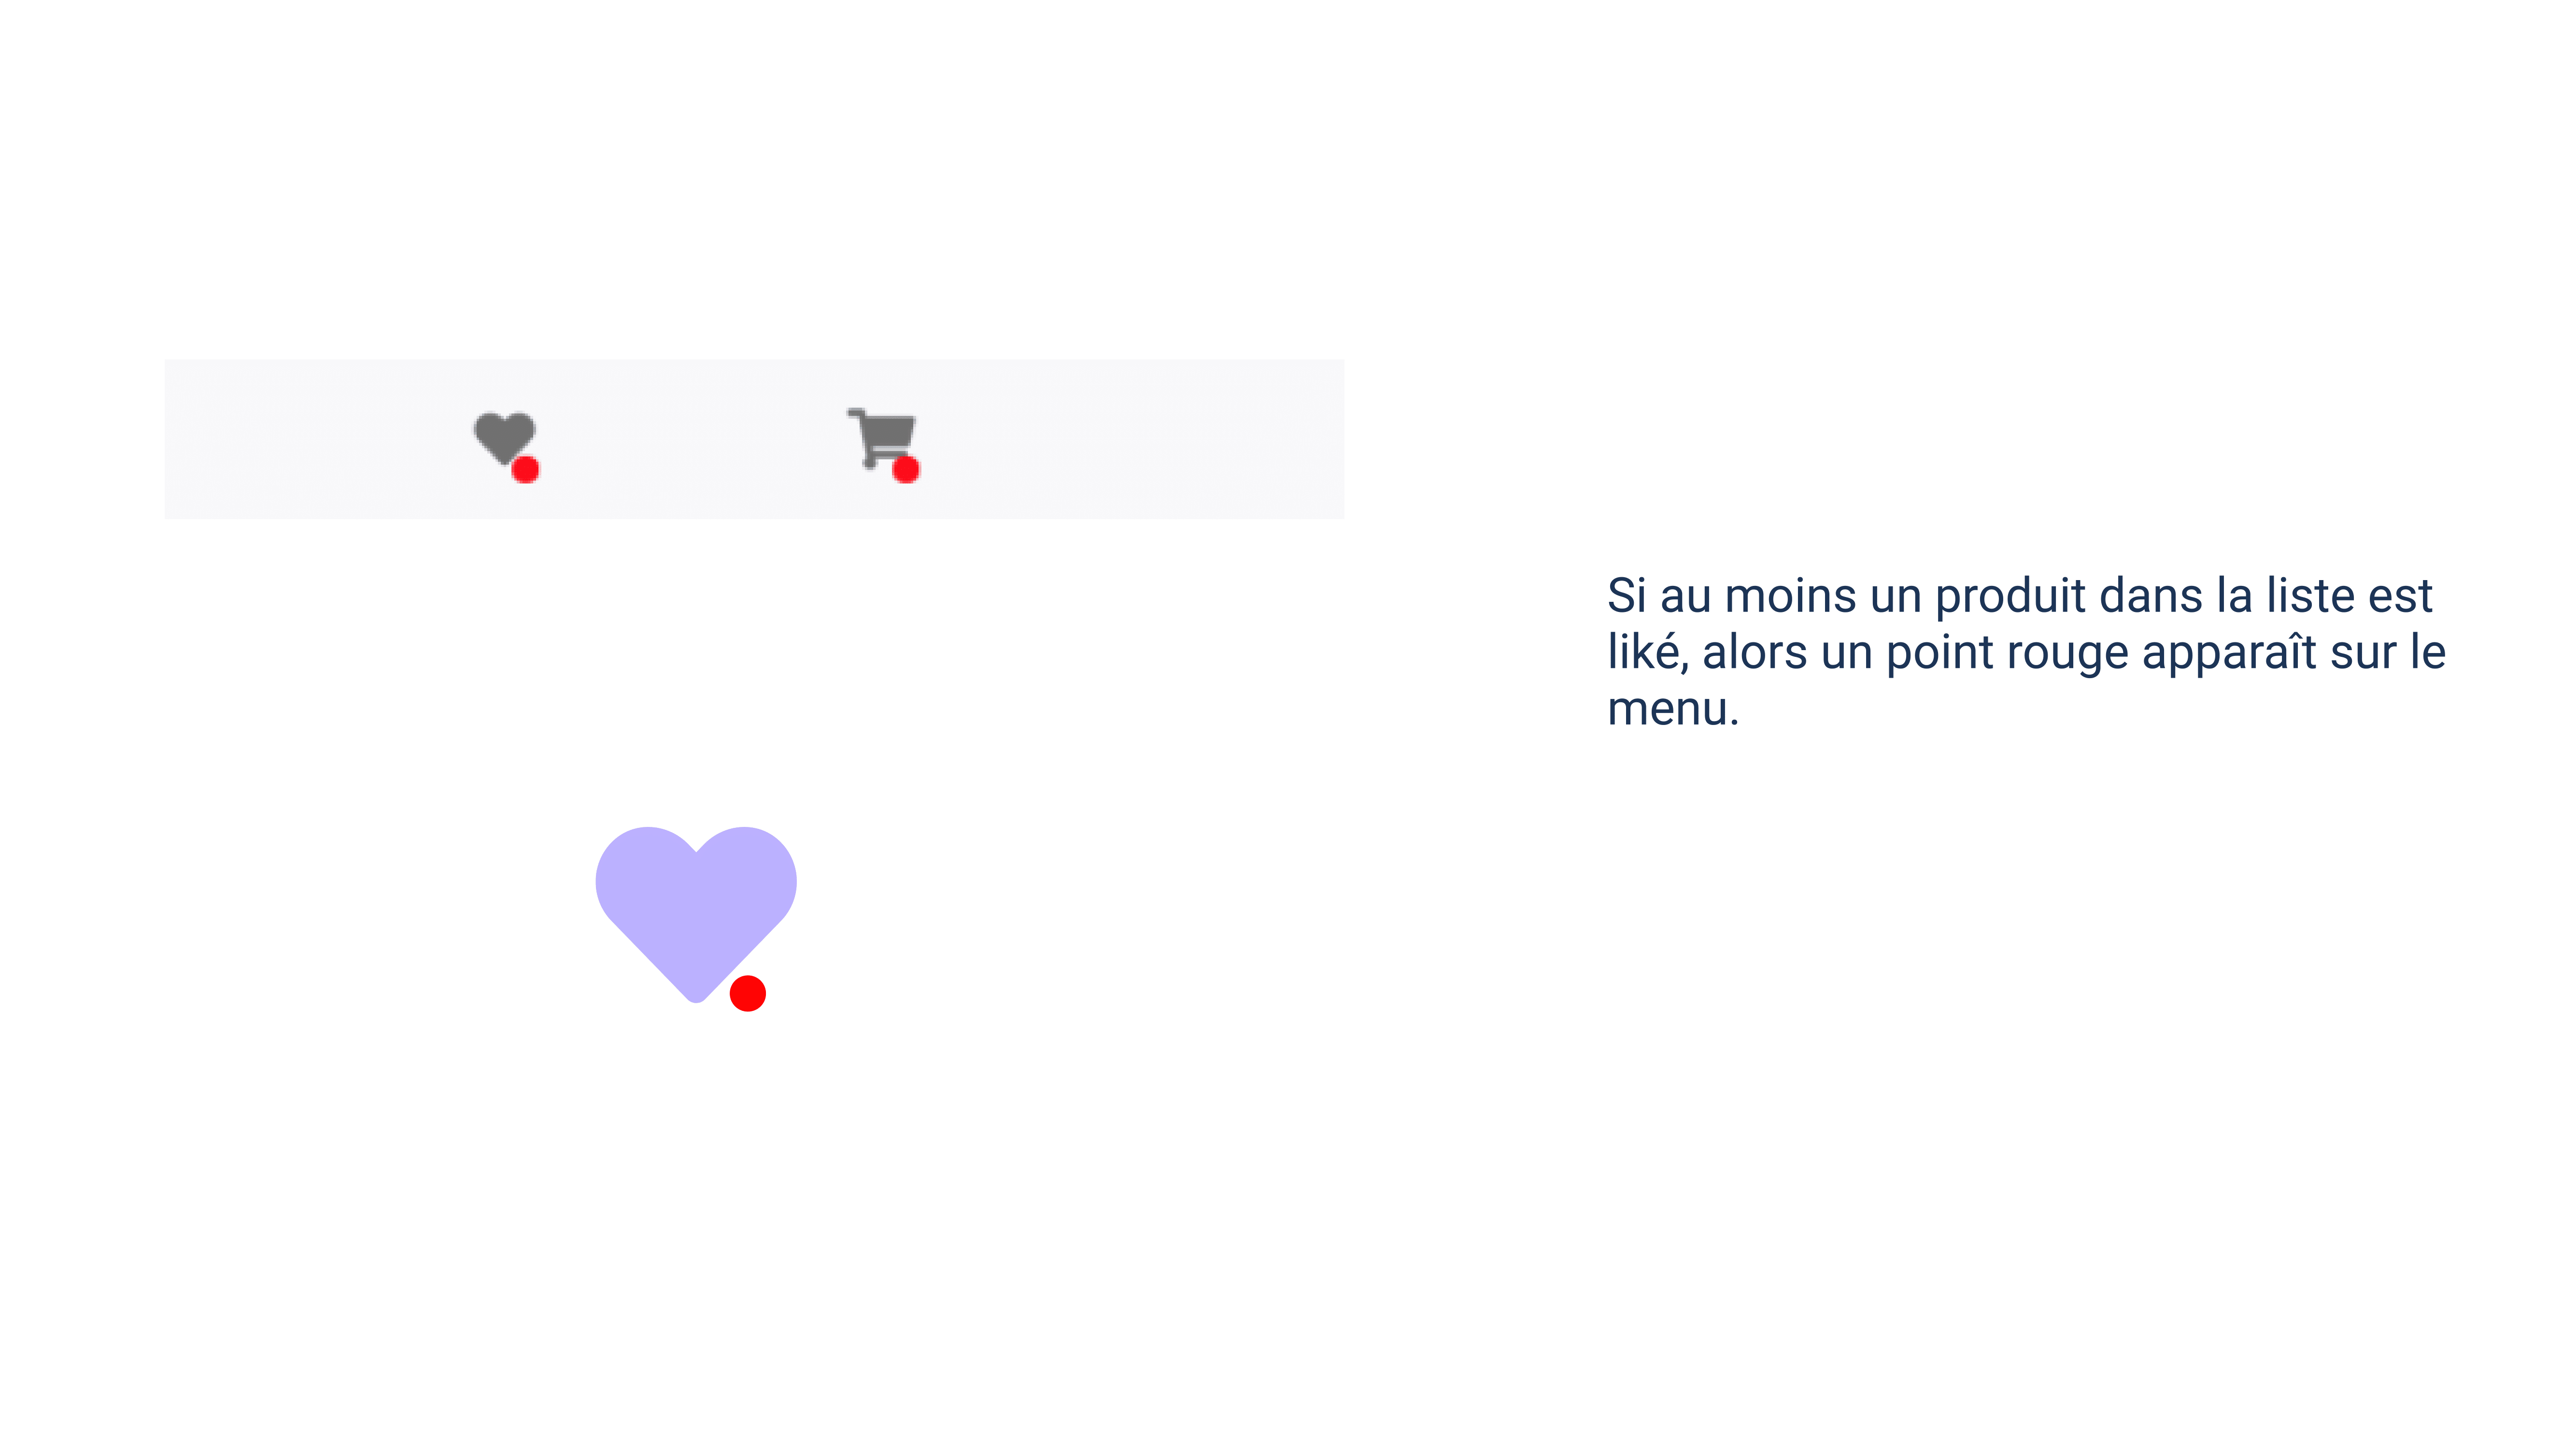 Si au moins un produit dans la liste est
liké, alors un point rouge apparaît sur le
menu.